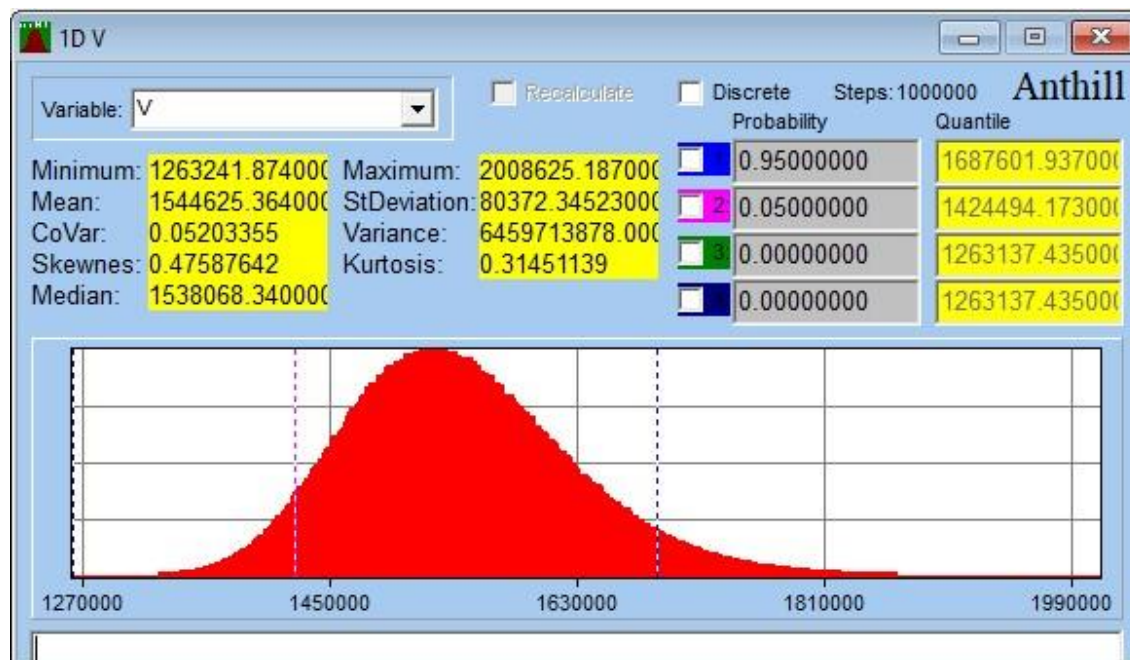 1D V
Variable: V
Recalculate
Discrete Steps: 1000000 Anthill
Probability Quantile
0.95000000 1687601.937000
2: 0.05000000 1424494.173000
3: 0.00000000 1263137.435000
0.00000000 1263137.435000
Minimum: 1263241.874000 Maximum: 2008625.187000
Mean: 1544625.364000 StDeviation: 80372.34523000
CoVar: 0.05203355 Variance: 6459713878.000
Skewnes: 0.47587642 Kurtosis: 0.31451139
Median: 1538068.340000
1270000 1450000 1630000 1810000 1990000